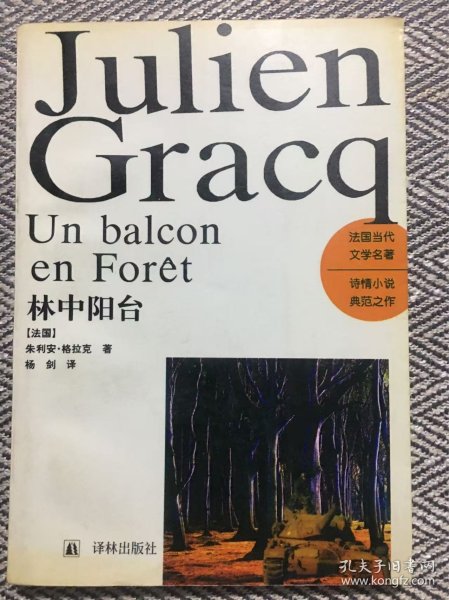 Julien
Gracq
Un balcon
en Forêt
法国当代
文学名著
诗情小说
典范之作
林中阳台
【法国】
朱利安·格拉克 著
杨 剑 译
译林出版社
孔夫子旧书网
www.kongfz.com